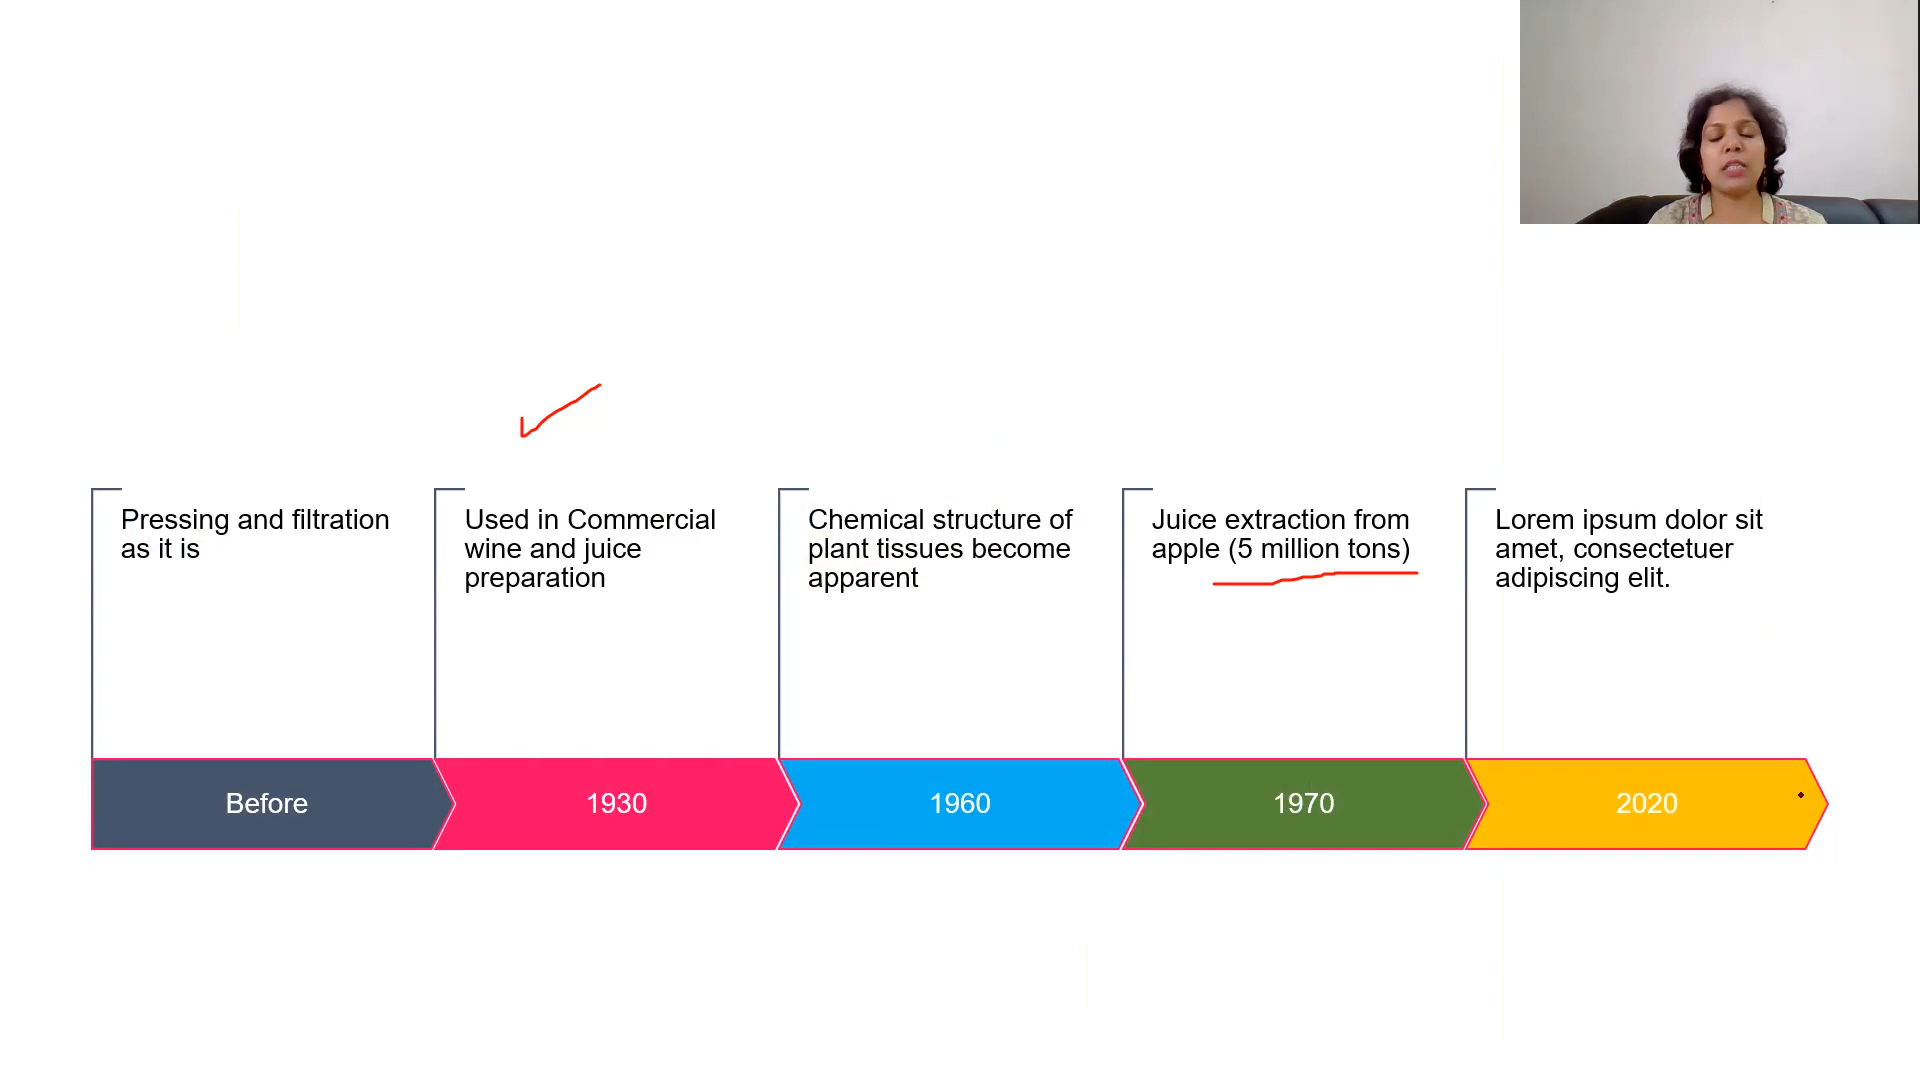 Pressing and filtration
as it is
Used in Commercial
wine and juice
preparation
Chemical structure of
plant tissues become
apparent
Juice extraction from
apple (5 million tons)
Lorem ipsum dolor sit
amet, consectetuer
adipiscing elit.
Before
1930
1960
1970
2020